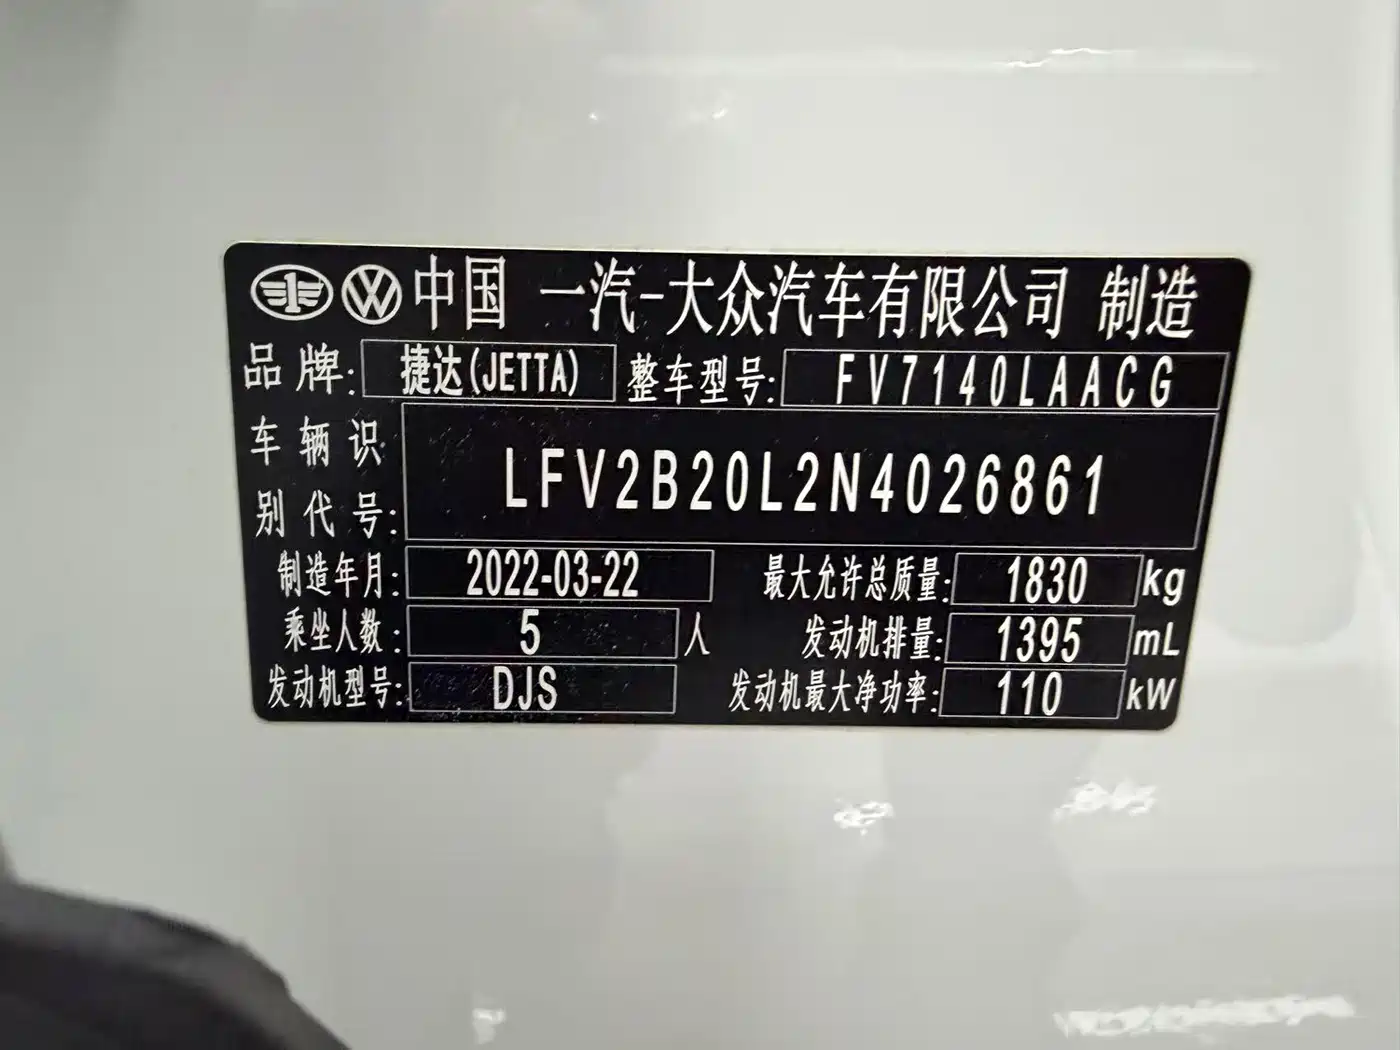 中国 一汽-大众汽车有限公司 制造
品牌: 捷达(JETTA) 整车型号: FV7140LAACG
车辆识别代号: LFV2B20L2N4026861
制造年月: 2022-03-22 最大允许总质量: 1830 kg
乘坐人数: 5 人 发动机排量: 1395 mL
发动机型号: DJS 发动机最大净功率: 110 kW